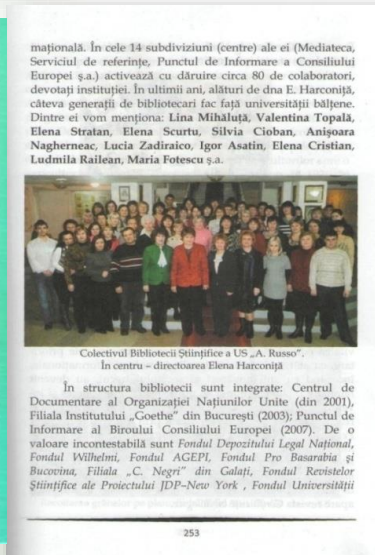 mațională. În cele 14 subdiviziuni (centre) ale ei (Mediateca,
Serviciul de referințe, Punctul de Informare a Consiliului
Europei ș.a.) activează cu dăruire circa 80 de colaboratori,
devotați instituției. În ultimii ani, alături de dna E. Harconiță,
câteva generații de bibliotecari fac față universității bălțene.
Dintre ei vom menționa: Lina Mihăluță, Valentina Topală,
Elena Stratan, Elena Scurtu, Silvia Cioban, Anișoara
Nagherneac, Lucia Zadiraico, Igor Asatin, Elena Cristian,
Ludmila Railean, Maria Fotescu ș.a.
Colectivul Bibliotecii Științifice a US „A. Russo”.
În centru – directoarea Elena Harconiță
În structura bibliotecii sunt integrate: Centrul de
Documentare al Organizației Națiunilor Unite (din 2001),
Filiala Institutului „Goethe” din București (2003); Punctul de
Informare al Biroului Consiliului Europei (2007). De o
valoare incontestabilă sunt Fondul Depozitului Legal Național,
Fondul Wilhelmi, Fondul AGEPI, Fondul Pro Basarabia și
Bucovina, Filiala „C. Negri” din Galați, Fondul Revistelor
Științifice ale Proiectului JDP–New York , Fondul Universității
253